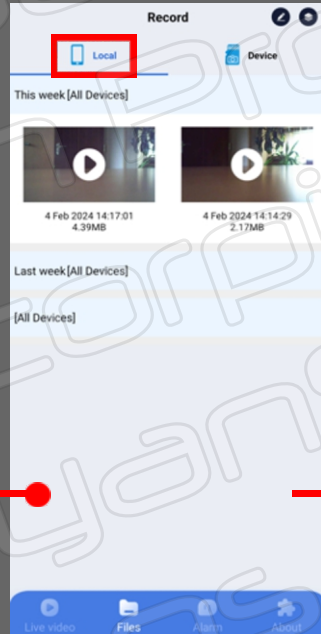 Record
Local
Device
This week[All Devices]
4 Feb 2024 14:17:01
4.39MB
4 Feb 2024 14:14:29
2.17MB
Last week[All Devices]
[All Devices]
Live video
Files
Alarm
About